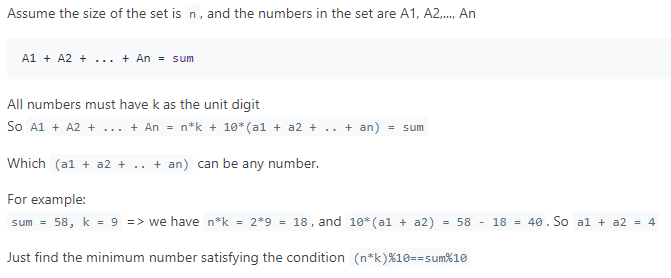 Assume the size of the set is n, and the numbers in the set are A1, A2,..., An
A1 + A2 + ... + An = sum
All numbers must have k as the unit digit
So A1 + A2 + ... + An = n*k + 10*(a1 + a2 + .. + an) = sum
Which (a1 + a2 + .. + an) can be any number.
For example:
sum = 58, k = 9 => we have n*k = 2*9 = 18, and 10*(a1 + a2) = 58 - 18 = 40. So a1 + a2 = 4
Just find the minimum number satisfying the condition (n*k)%10==sum%10